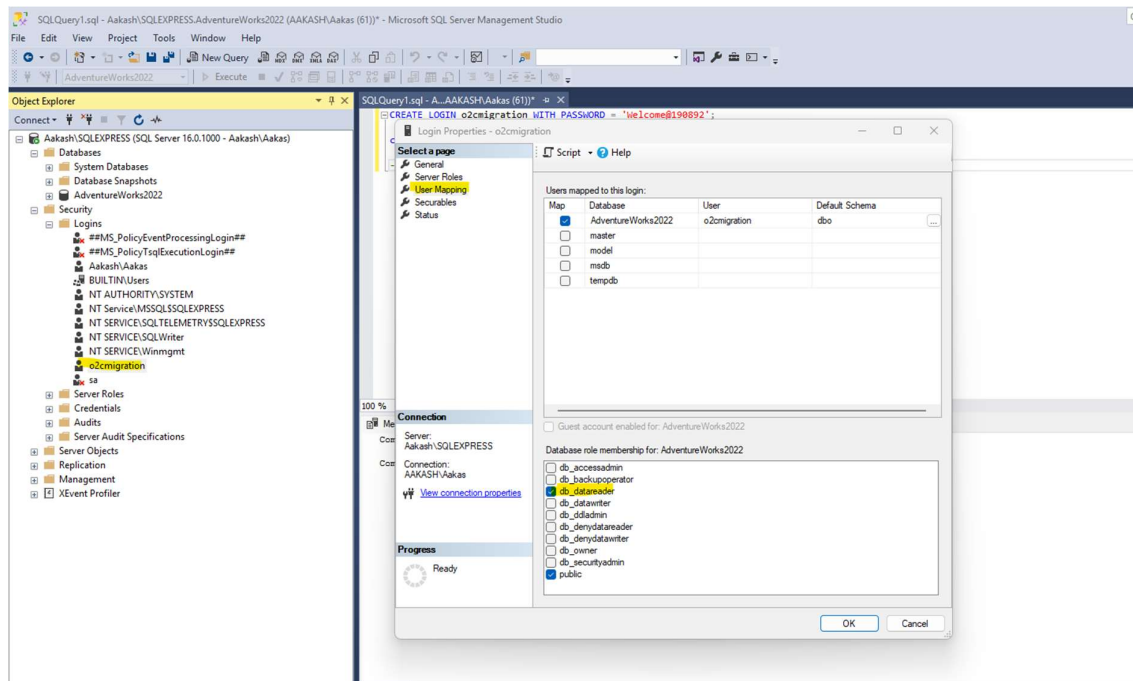 SQLQuery1.sql - Aakash\SQLEXPRESS.AdventureWorks2022 (AAKASH\Aakas (61))* - Microsoft SQL Server Management Studio
File Edit View Project Tools Window Help
New Query
AdventureWorks2022 Execute
Object Explorer
Connect
Aakash\SQLEXPRESS (SQL Server 16.0.1000 - Aakash\Aakas)
Databases
System Databases
Database Snapshots
AdventureWorks2022
Security
Logins
##MS_PolicyEventProcessingLogin##
##MS_PolicyTsqlExecutionLogin##
Aakash\Aakas
BUILTIN\Users
NT AUTHORITY\SYSTEM
NT Service\MSSQL$SQLEXPRESS
NT SERVICE\SQLTELEMETRY$SQLEXPRESS
NT SERVICE\SQLWriter
NT SERVICE\Winmgmt
o2cmigration
sa
Server Roles
Credentials
Audits
Server Audit Specifications
Server Objects
Replication
Management
XEvent Profiler
SQLQuery1.sql - A...AAKASH\Aakas (61))*
CREATE LOGIN o2cmigration WITH PASSWORD = 'Welcome@190892';
100 %
Me
Com
Com
Login Properties - o2cmigration
Select a page
General
Server Roles
User Mapping
Securables
Status
Connection
Server:
Aakash\SQLEXPRESS
Connection:
AAKASH\Aakas
View connection properties
Progress
Ready
Script Help
Users mapped to this login:
Map Database User Default Schema
AdventureWorks2022 o2cmigration dbo ...
master
model
msdb
tempdb
Guest account enabled for: AdventureWorks2022
Database role membership for: AdventureWorks2022
db_accessadmin
db_backupoperator
db_datareader
db_datawriter
db_ddladmin
db_denydatareader
db_denydatawriter
db_owner
db_securityadmin
public
OK Cancel